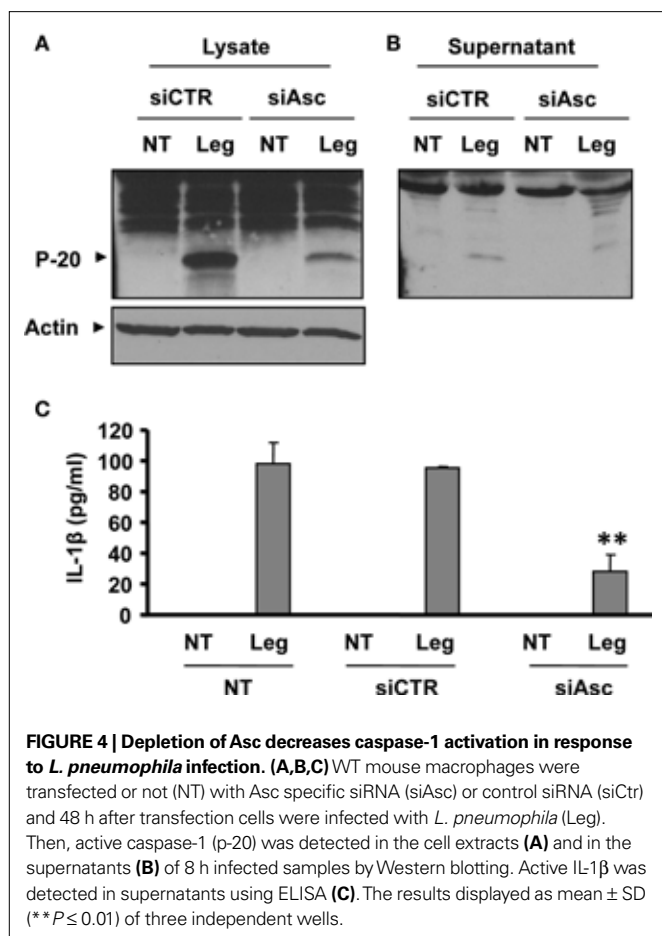 A
Lysate
siCTR siAsc
NT Leg NT Leg
P-20
Actin
B
Supernatant
siCTR siAsc
NT Leg NT Leg
C
IL-1β (pg/ml)
120
100
80
60
40
20
0
**
NT Leg NT Leg NT Leg
NT siCTR siAsc
FIGURE 4 | Depletion of Asc decreases caspase-1 activation in response
to L. pneumophila infection. (A,B,C) WT mouse macrophages were
transfected or not (NT) with Asc specific siRNA (siAsc) or control siRNA (siCtr)
and 48 h after transfection cells were infected with L. pneumophila (Leg).
Then, active caspase-1 (p-20) was detected in the cell extracts (A) and in the
supernatants (B) of 8 h infected samples by Western blotting. Active IL-1β was
detected in supernatants using ELISA (C). The results displayed as mean ± SD
(**P ≤ 0.01) of three independent wells.